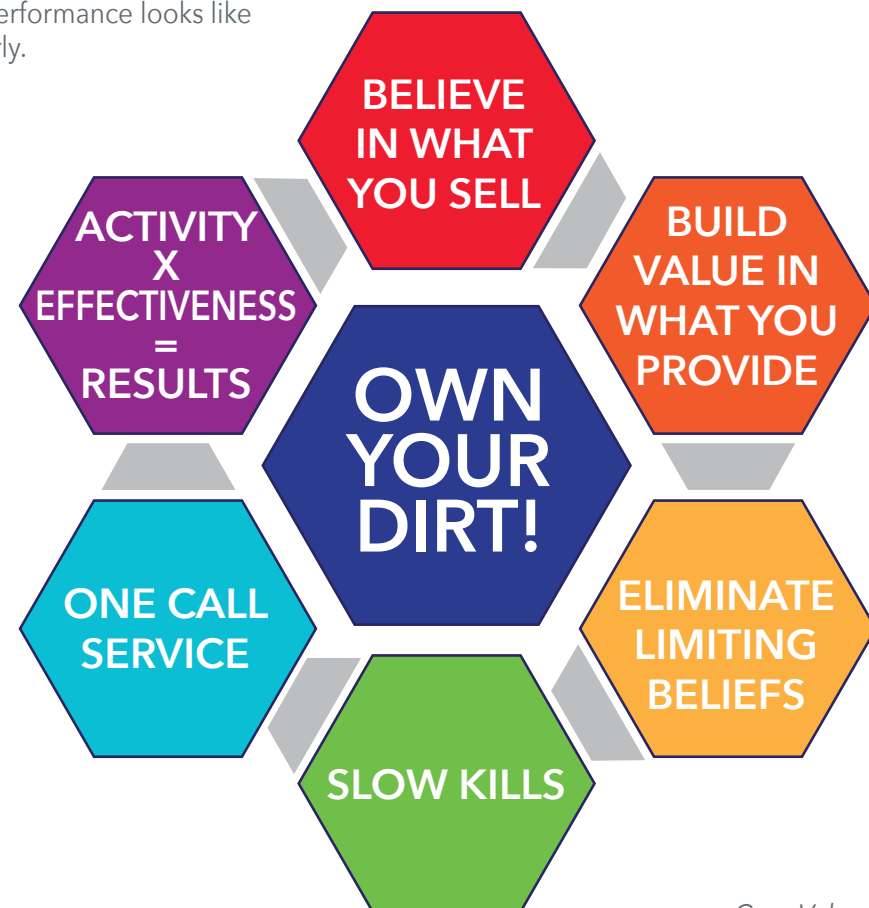 erformance looks like
rly.
BELIEVE
IN WHAT
YOU SELL
BUILD
VALUE IN
WHAT YOU
PROVIDE
ELIMINATE
LIMITING
BELIEFS
SLOW KILLS
ONE CALL
SERVICE
ACTIVITY
X
EFFECTIVENESS
=
RESULTS
OWN
YOUR
DIRT!